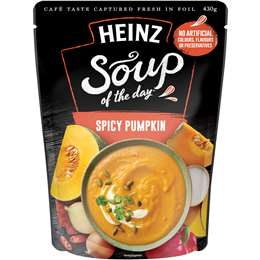 CAFÉ TASTE CAPTURED FRESH IN FOIL 430g
HEINZ
Soup
of the day
NO ARTIFICIAL
COLOURS, FLAVOURS
OR PRESERVATIVES
SPICY PUMPKIN